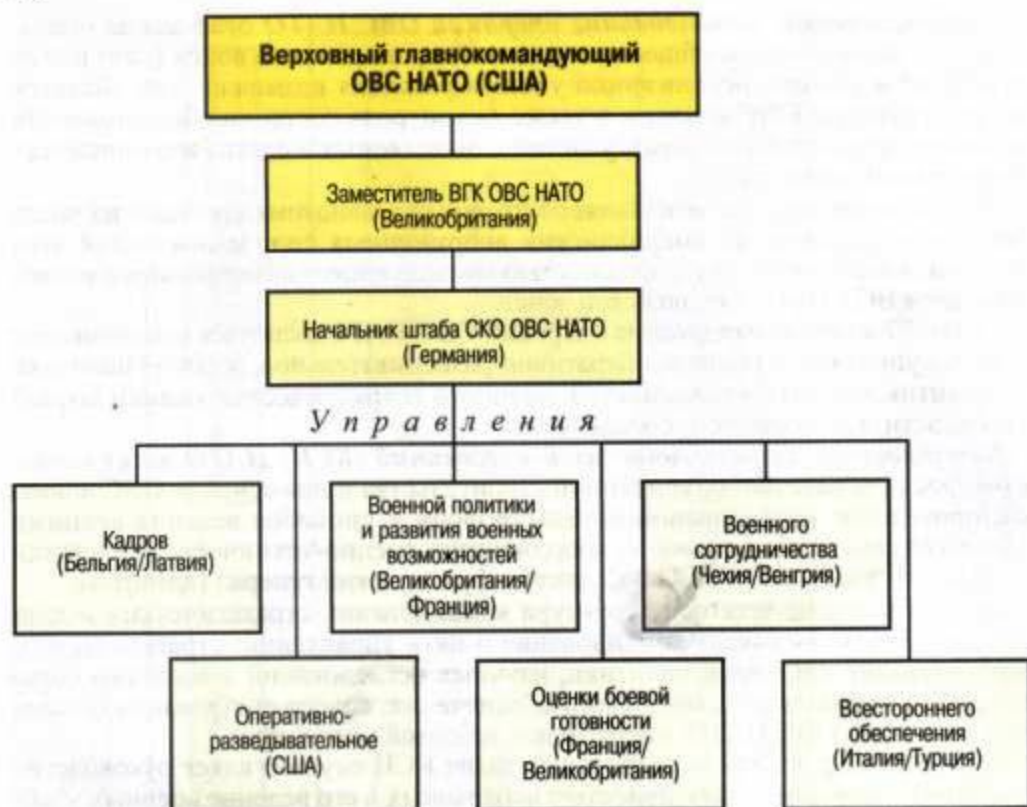 Верховный главнокомандующий
ОВС НАТО (США)
Заместитель ВГК ОВС НАТО
(Великобритания)
Начальник штаба СКО ОВС НАТО
(Германия)
Управления
Кадров
(Бельгия/Латвия)
Военной политики
и развития военных
возможностей
(Великобритания/
Франция)
Военного
сотрудничества
(Чехия/Венгрия)
Оперативно-
разведывательное
(США)
Оценки боевой
готовности
(Франция/
Великобритания)
Всестороннего
обеспечения
(Италия/Турция)